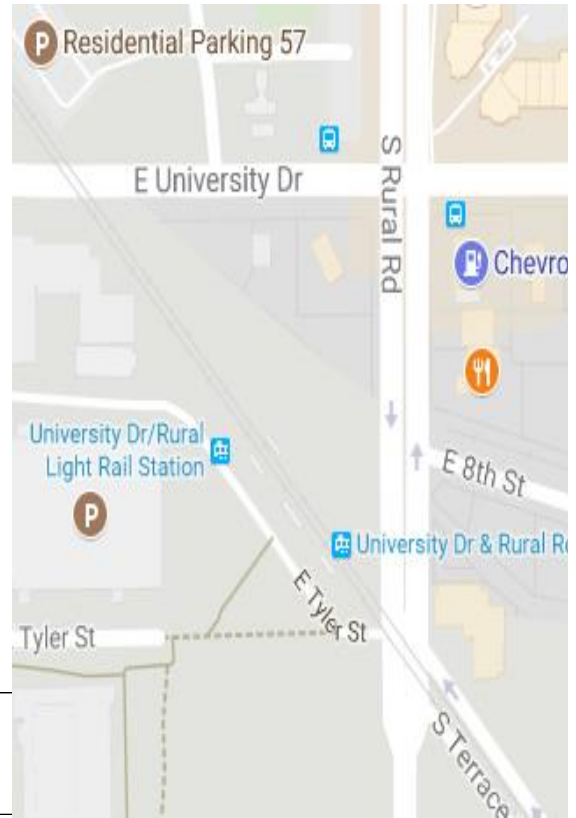 P Residential Parking 57
E University Dr
S Rural Rd
Chevro
University Dr/Rural
Light Rail Station
E 8th St
P
University Dr & Rural R
E Tyler St
Tyler St
S Terrace